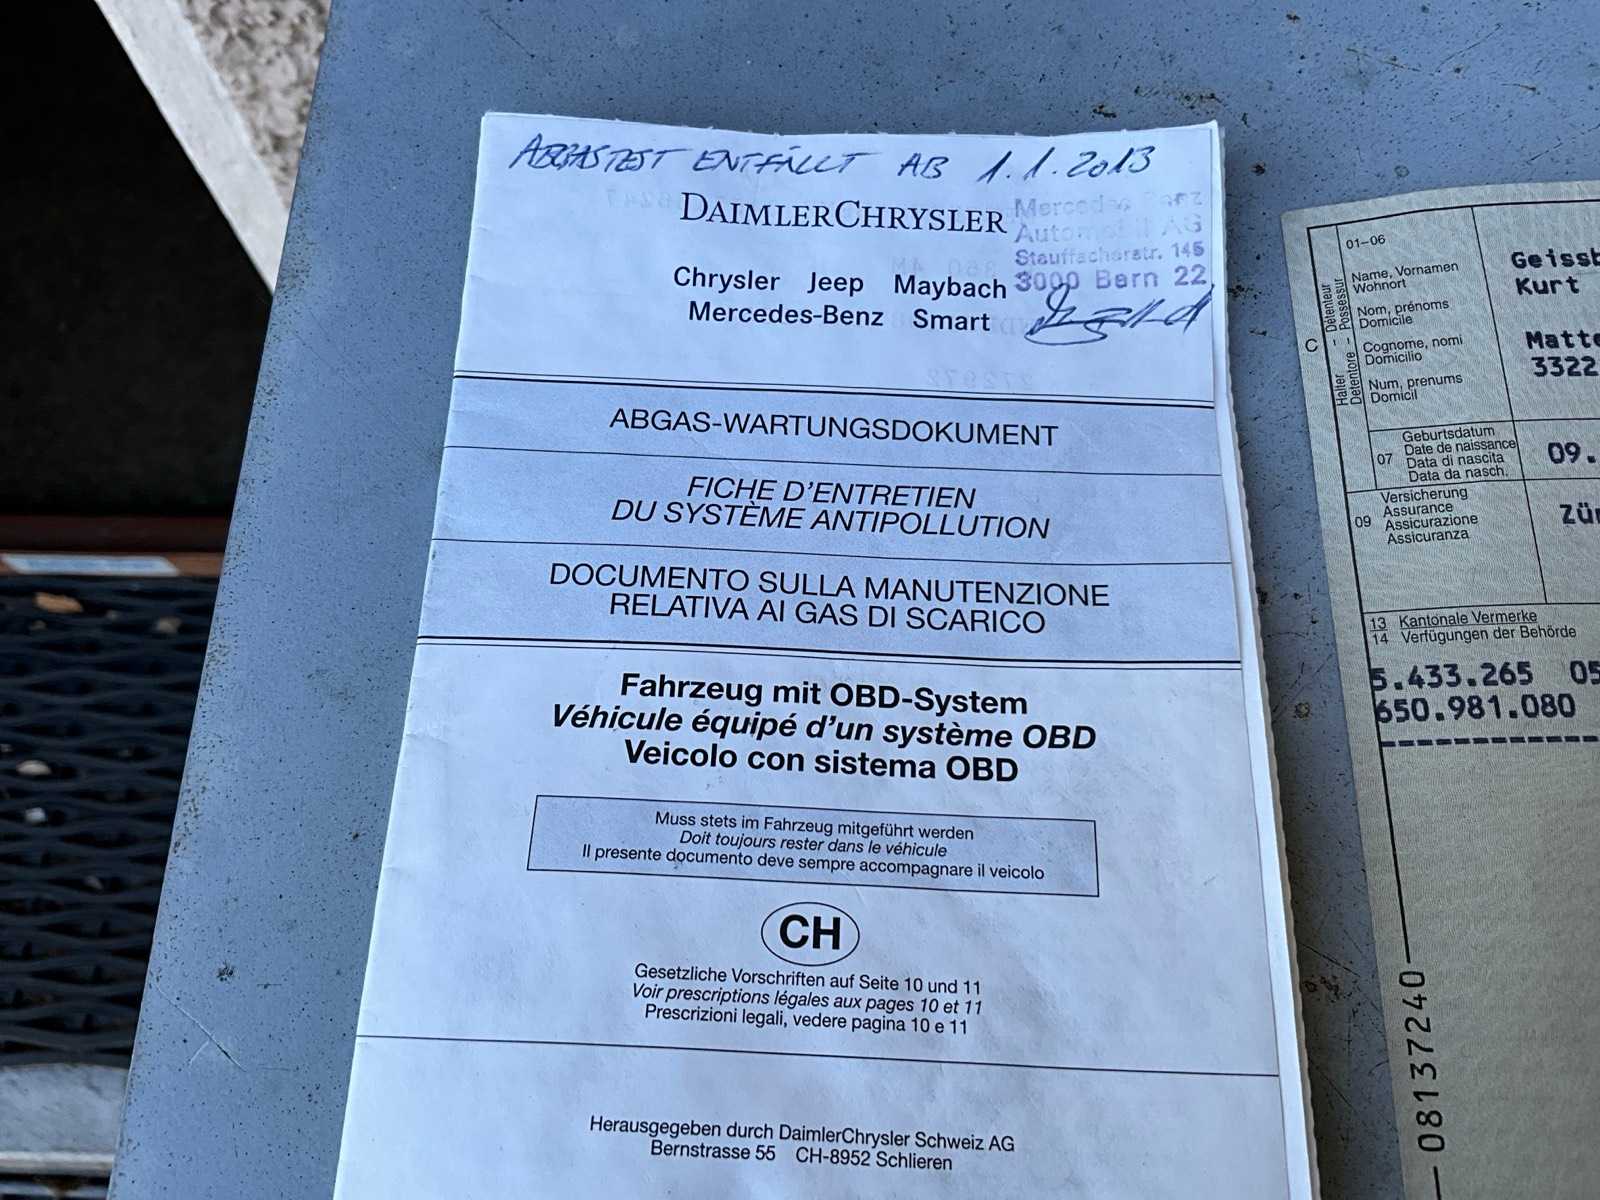 ABGASTEST ENTFÄLLT AB 1.1.2013
DAIMLERCHRYSLER
Mercedes Benz
Automobil AG
Stauffacherstr. 145
3000 Bern 22
Chrysler Jeep Maybach
Mercedes-Benz Smart
ABGAS-WARTUNGSDOKUMENT
FICHE D'ENTRETIEN
DU SYSTÈME ANTIPOLLUTION
DOCUMENTO SULLA MANUTENZIONE
RELATIVA AI GAS DI SCARICO
Fahrzeug mit OBD-System
Véhicule équipé d'un système OBD
Veicolo con sistema OBD
Muss stets im Fahrzeug mitgeführt werden
Doit toujours rester dans le véhicule
Il presente documento deve sempre accompagnare il veicolo
CH
Gesetzliche Vorschriften auf Seite 10 und 11
Voir prescriptions légales aux pages 10 et 11
Prescrizioni legali, vedere pagina 10 e 11
Herausgegeben durch DaimlerChrysler Schweiz AG
Bernstrasse 55 CH-8952 Schlieren
C
Halter - Détenteur
Detentore - Possessur
01-06
Name, Vornamen
Wohnort
Nom, prénoms
Domicile
Cognome, nomi
Domicilio
Num, prenums
Domicil
Geissb
Kurt
Matte
3322
07
Geburtsdatum
Date de naissance
Data di nascita
Data da nasch.
09.
09
Versicherung
Assurance
Assicurazione
Assicuranza
Zür
13 Kantonale Vermerke
14 Verfügungen der Behörde
5.433.265 05
650.981.080
08137240